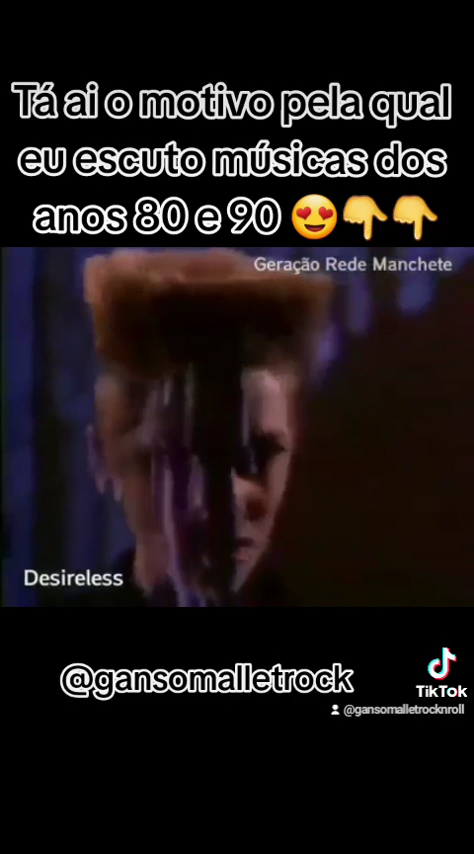 Tá ai o motivo pela qual
eu escuto músicas dos
anos 80 e 90 😍👇👇
Geração Rede Manchete
Desireless
@gansomalletrock
TikTok
@gansomalletrocknroll